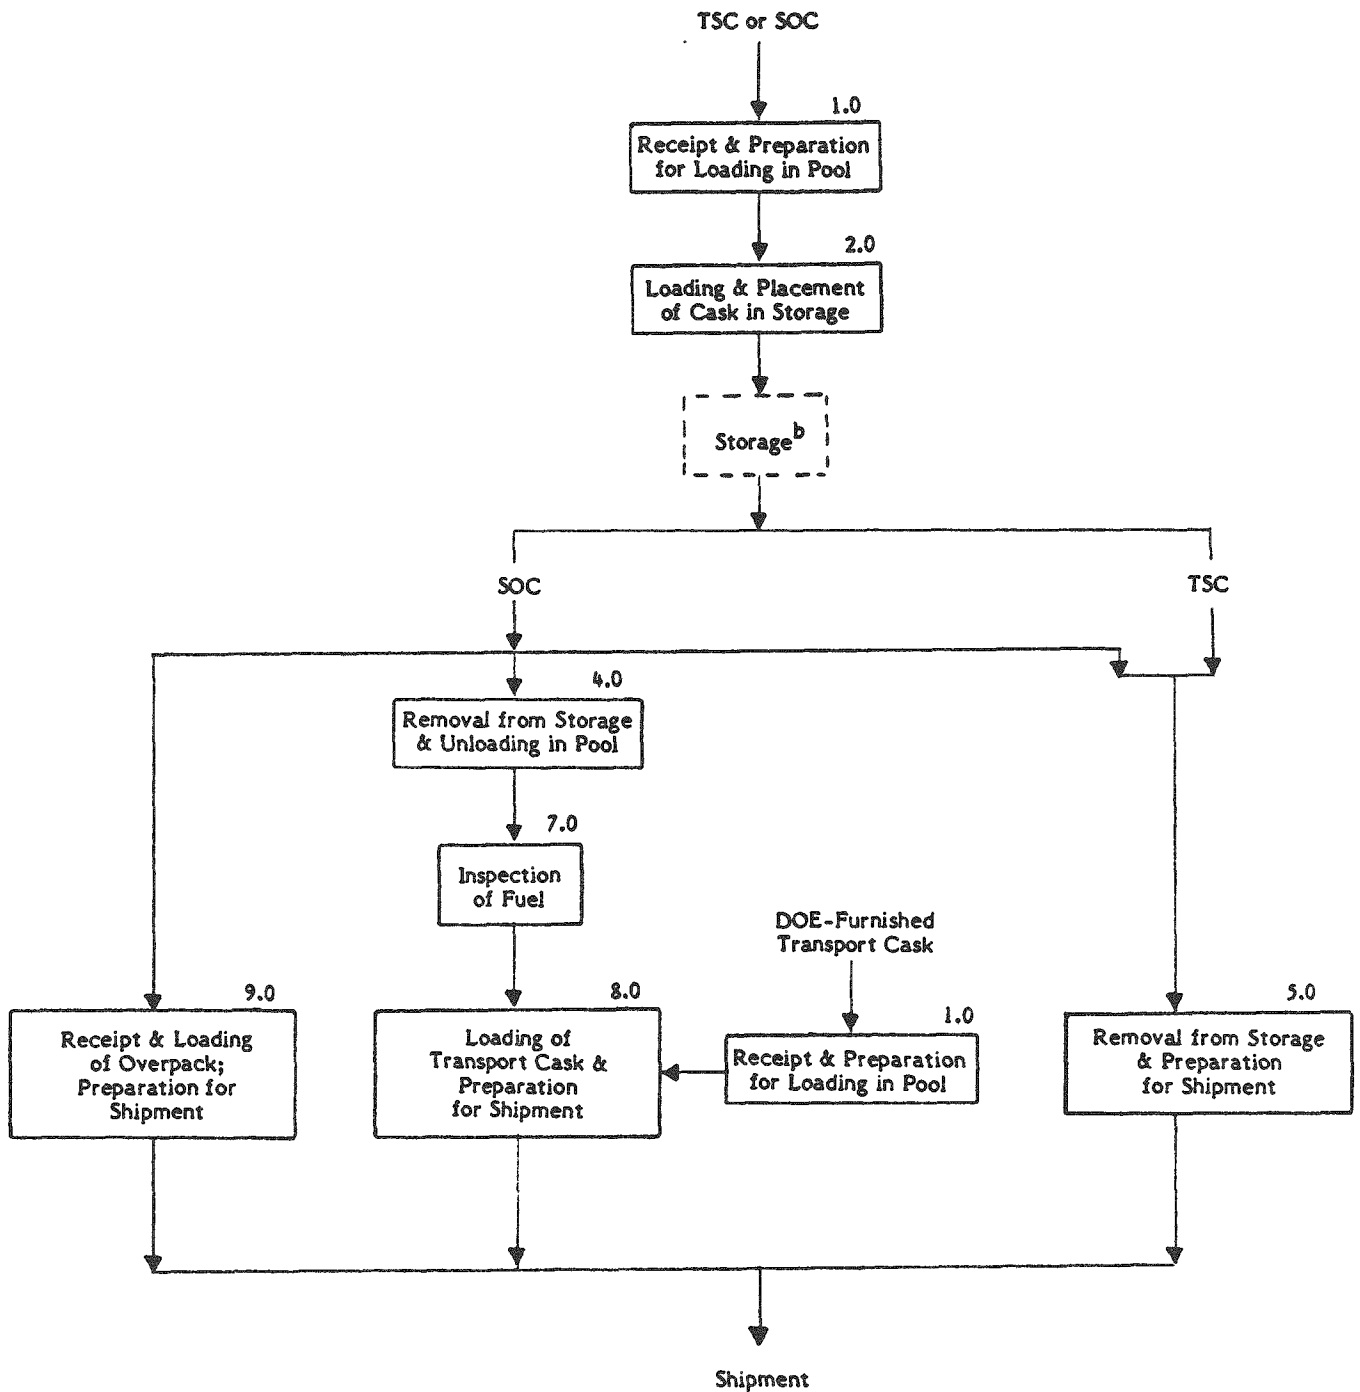 TSC or SOC
1.0
Receipt & Preparation
for Loading in Pool
2.0
Loading & Placement
of Cask in Storage
Storage b
SOC
TSC
4.0
Removal from Storage
& Unloading in Pool
7.0
Inspection
of Fuel
DOE-Furnished
Transport Cask
9.0
Receipt & Loading
of Overpack;
Preparation for
Shipment
8.0
Loading of
Transport Cask &
Preparation
for Shipment
1.0
Receipt & Preparation
for Loading in Pool
5.0
Removal from Storage
& Preparation
for Shipment
Shipment